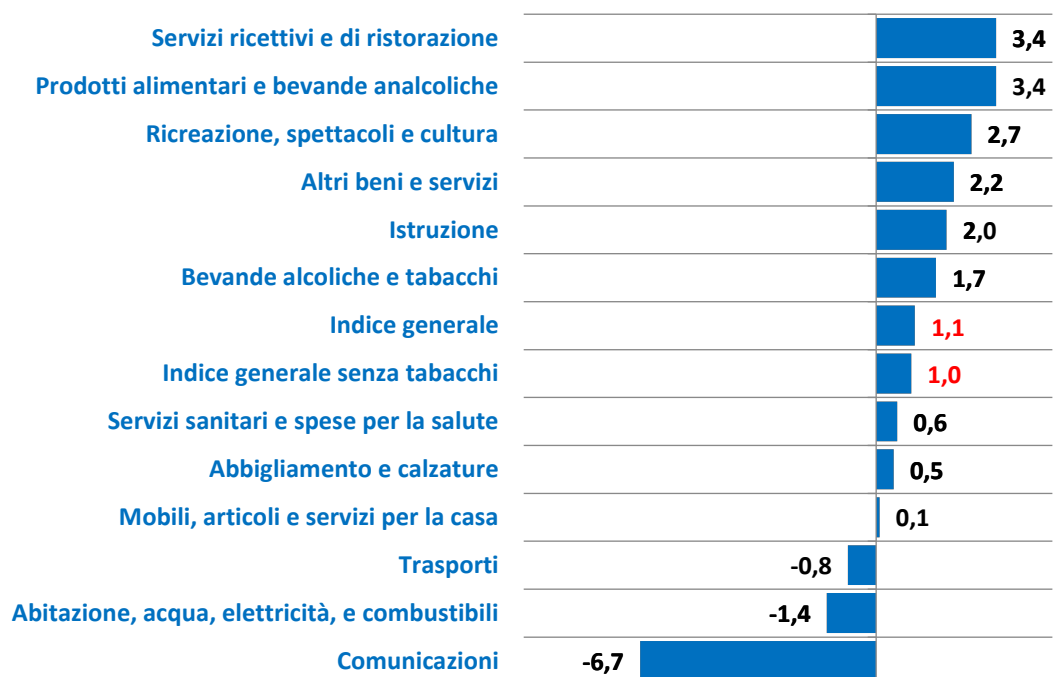 Servizi ricettivi e di ristorazione 3,4
Prodotti alimentari e bevande analcoliche 3,4
Ricreazione, spettacoli e cultura 2,7
Altri beni e servizi 2,2
Istruzione 2,0
Bevande alcoliche e tabacchi 1,7
Indice generale 1,1
Indice generale senza tabacchi 1,0
Servizi sanitari e spese per la salute 0,6
Abbigliamento e calzature 0,5
Mobili, articoli e servizi per la casa 0,1
Trasporti -0,8
Abitazione, acqua, elettricità, e combustibili -1,4
Comunicazioni -6,7